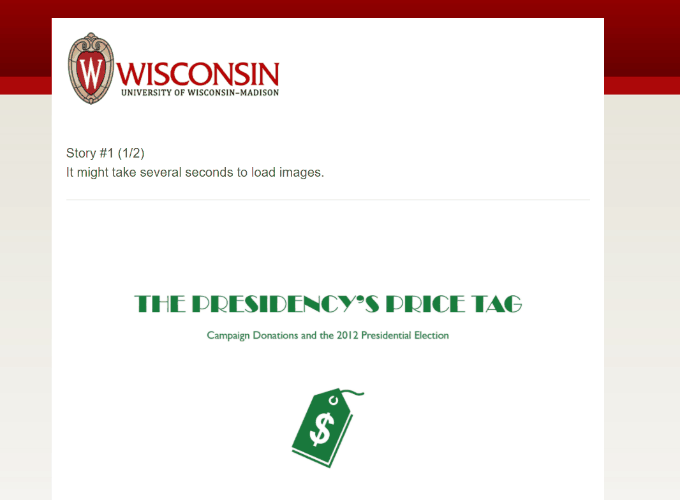 W
WISCONSIN
UNIVERSITY OF WISCONSIN–MADISON
Story #1 (1/2)
It might take several seconds to load images.
THE PRESIDENCY'S PRICE TAG
Campaign Donations and the 2012 Presidential Election
$